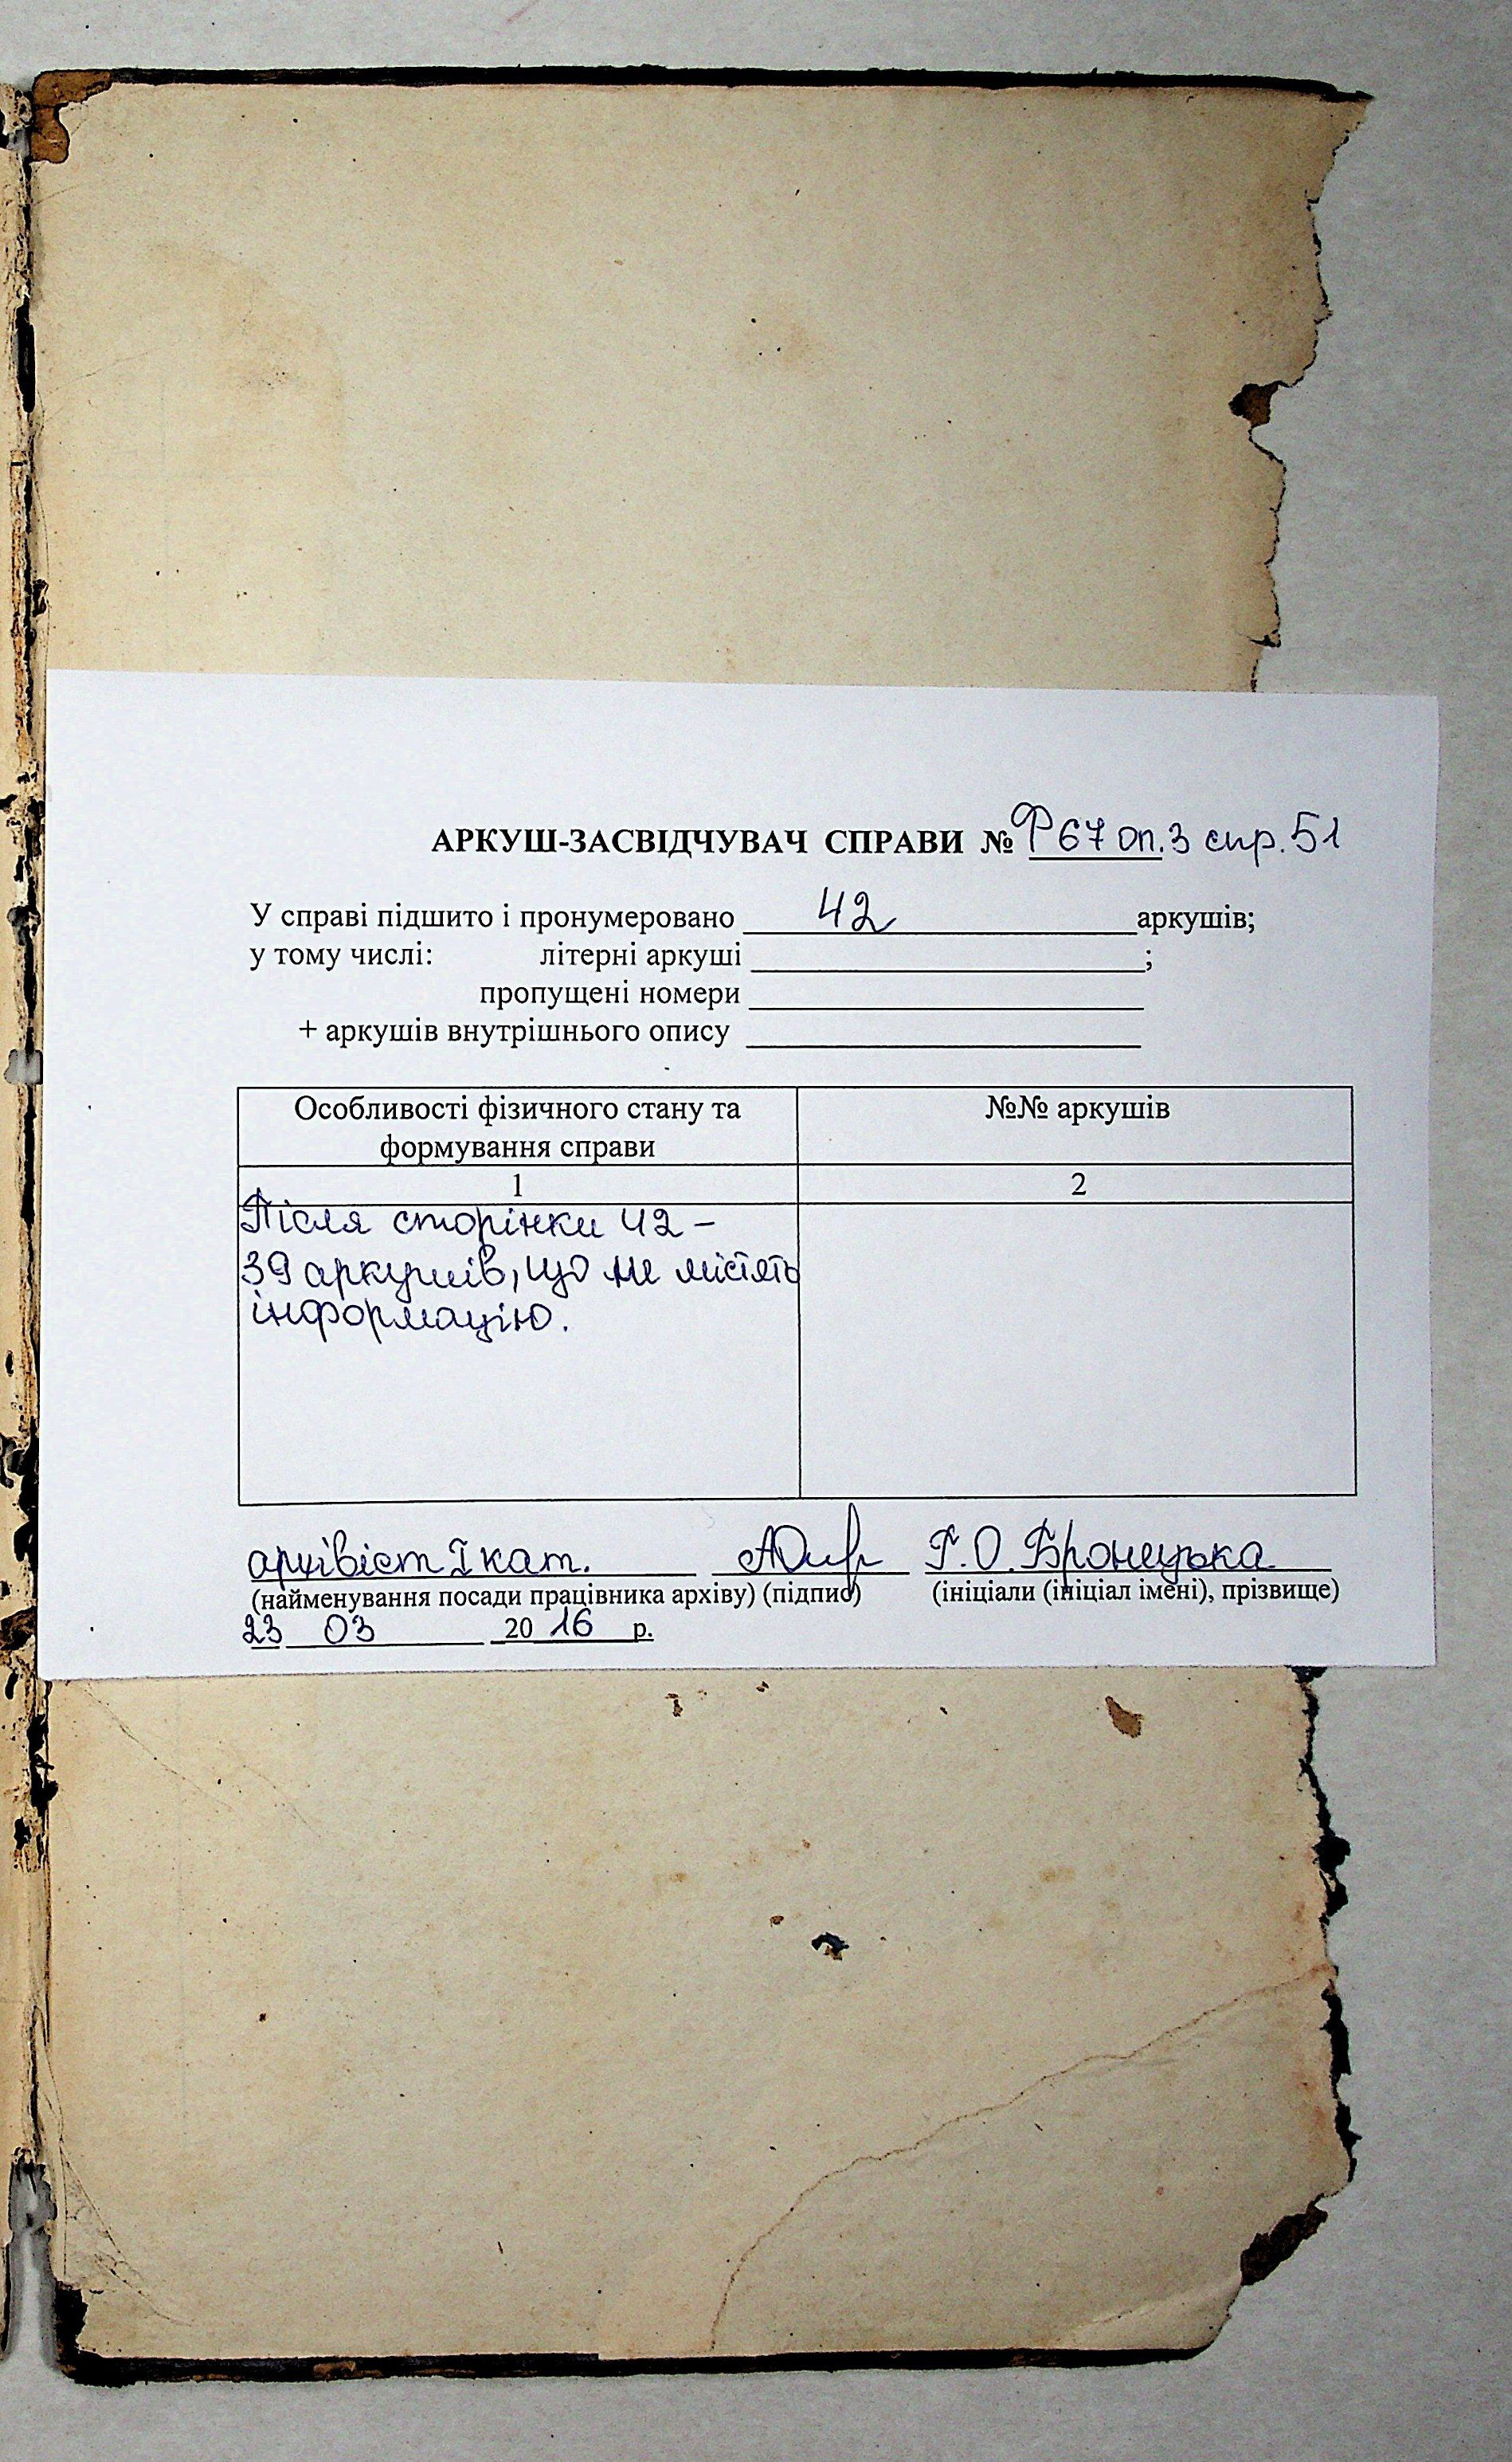 АРКУШ-ЗАСВІДЧУВАЧ СПРАВИ № Ф67 оп.3 спр.51
У справі підшито і пронумеровано 42 аркушів;
у тому числі: літерні аркуші ;
пропущені номери
+ аркушів внутрішнього опису
Особливості фізичного стану та
формування справи
№№ аркушів
1 2
Після сторінки 42 –
39 аркушів, що не містять
інформацію.
архівіст І кат. Г.О. Бронецька
(найменування посади працівника архіву) (підпис) (ініціали (ініціал імені), прізвище)
23 03 2016 р.